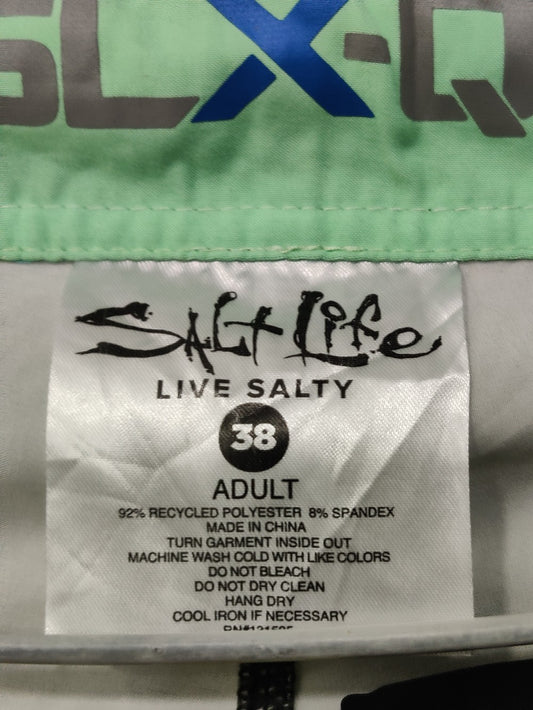 SLX-Q
Salt Life
LIVE SALTY
38
ADULT
92% RECYCLED POLYESTER 8% SPANDEX
MADE IN CHINA
TURN GARMENT INSIDE OUT
MACHINE WASH COLD WITH LIKE COLORS
DO NOT BLEACH
DO NOT DRY CLEAN
HANG DRY
COOL IRON IF NECESSARY